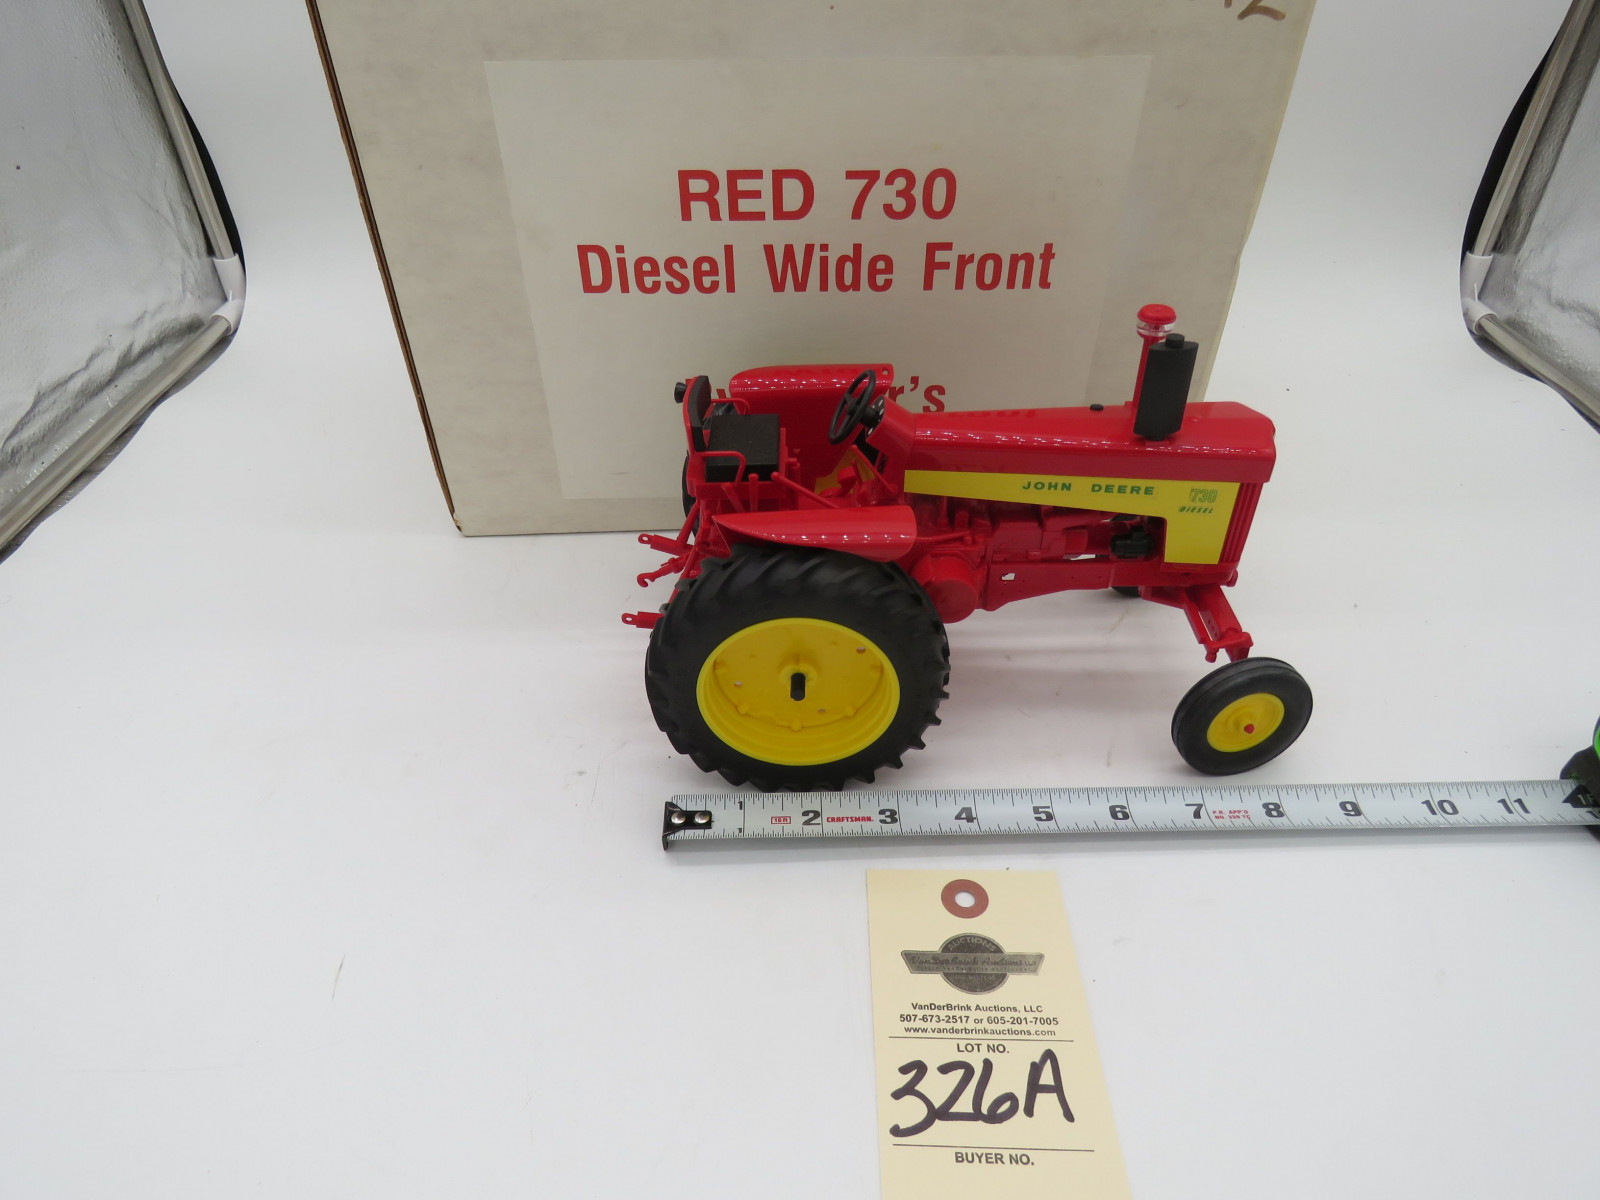 RED 730
Diesel Wide Front
r's
JOHN DEERE
730
DIESEL
1 2 3 4 5 6 7 8 9 10 11
CRAFTSMAN.
AUCTIONS
VanDerBrink Auctions, LLC
507-673-2517 or 605-201-7005
www.vanderbrinkauctions.com
LOT NO.
326A
BUYER NO.